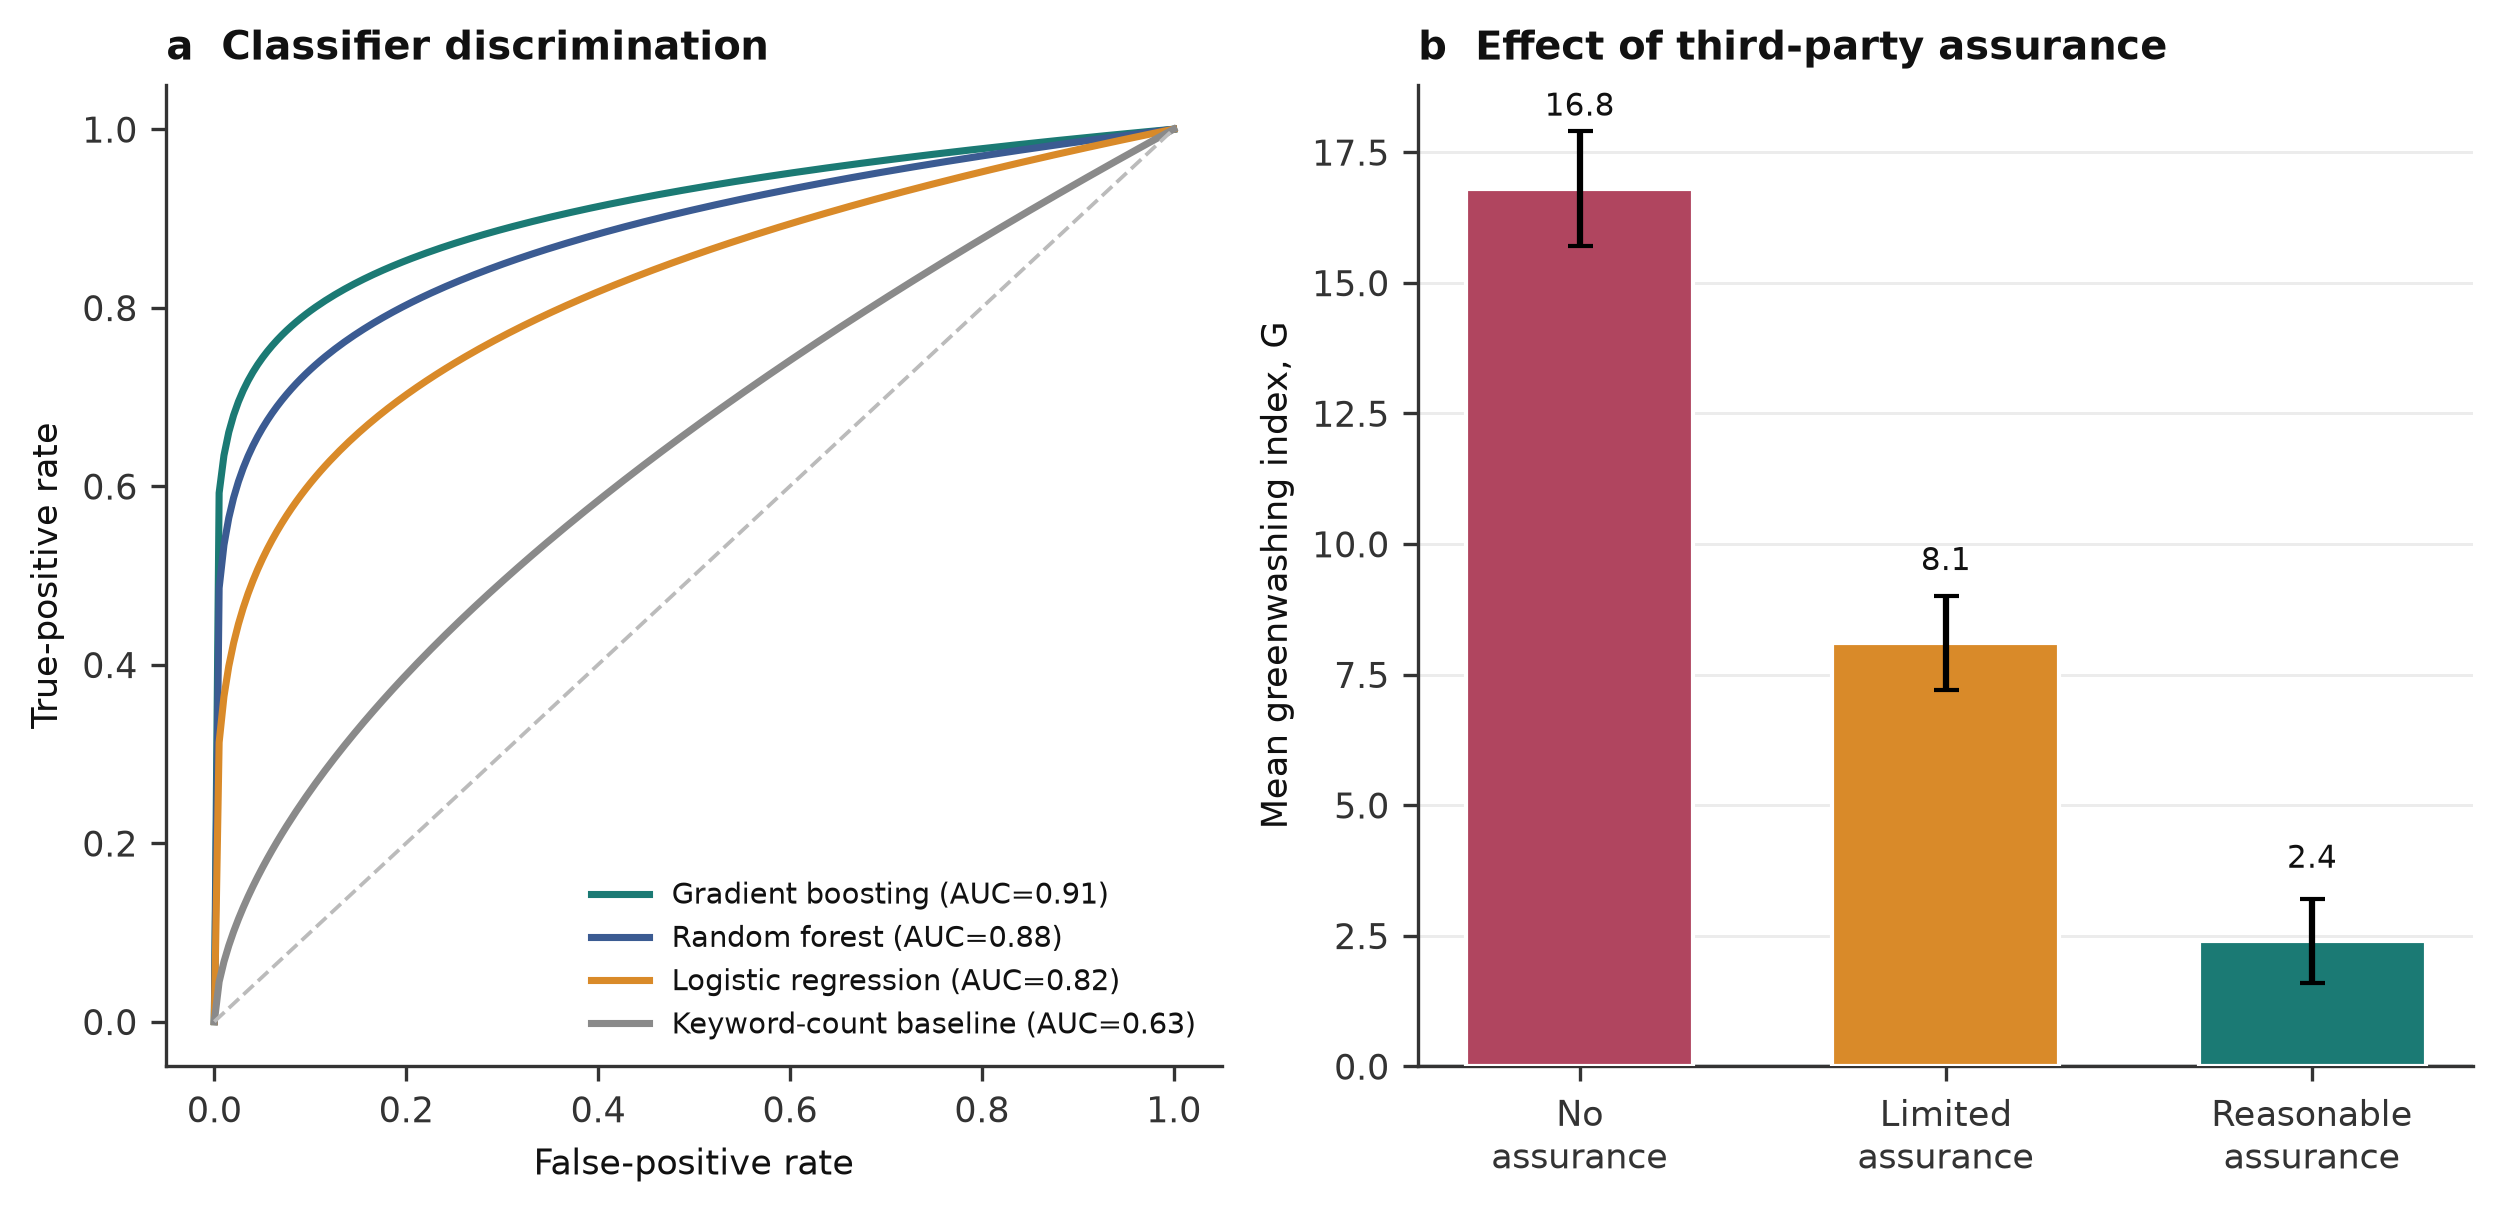 a Classifier discrimination
True-positive rate
1.0
0.8
0.6
0.4
0.2
0.0
Gradient boosting (AUC=0.91)
Random forest (AUC=0.88)
Logistic regression (AUC=0.82)
Keyword-count baseline (AUC=0.63)
0.0 0.2 0.4 0.6 0.8 1.0
False-positive rate
b Effect of third-party assurance
Mean greenwashing index, G
17.5
15.0
12.5
10.0
7.5
5.0
2.5
0.0
16.8
8.1
2.4
No
assurance
Limited
assurance
Reasonable
assurance